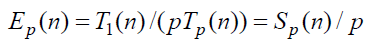 E_p(n) = T_1(n)/(pT_p(n)) = S_p(n)/p